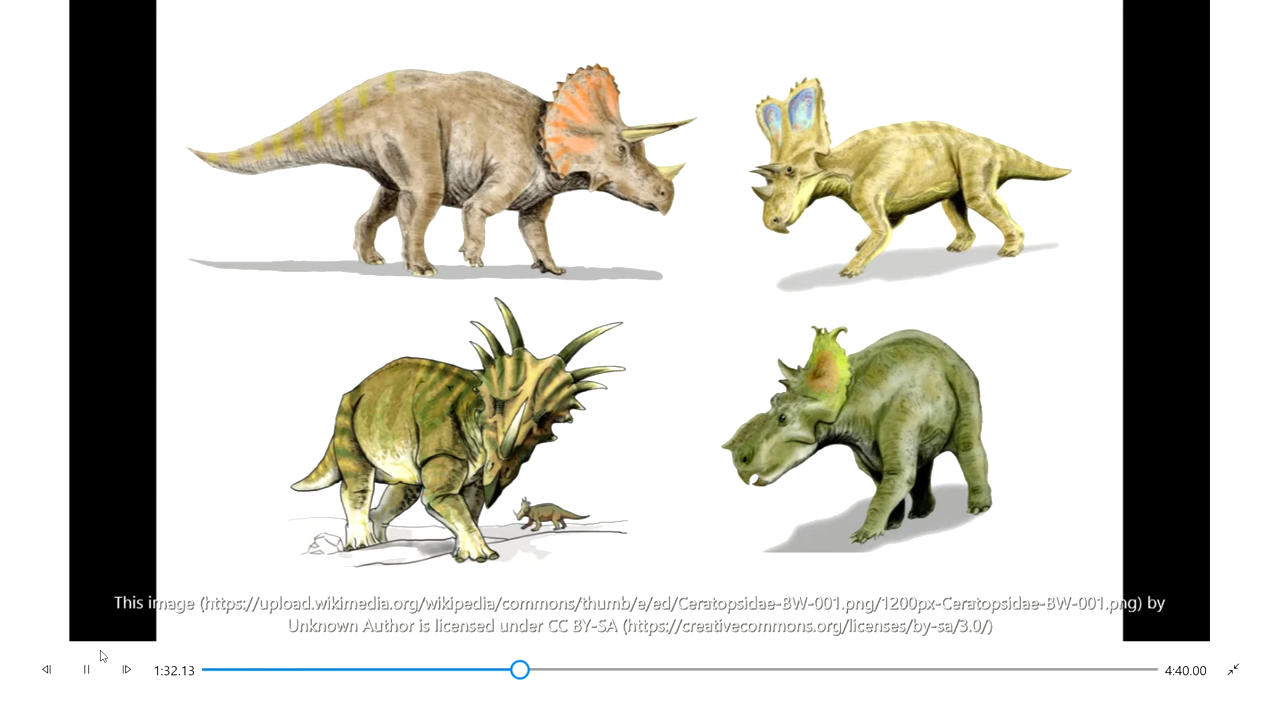 This image (https://upload.wikimedia.org/wikipedia/commons/thumb/e/ed/Ceratopsidae-BW-001.png/1200px-Ceratopsidae-BW-001.png) by
Unknown Author is licensed under CC BY-SA (https://creativecommons.org/licenses/by-sa/3.0/)
1:32.13
4:40.00